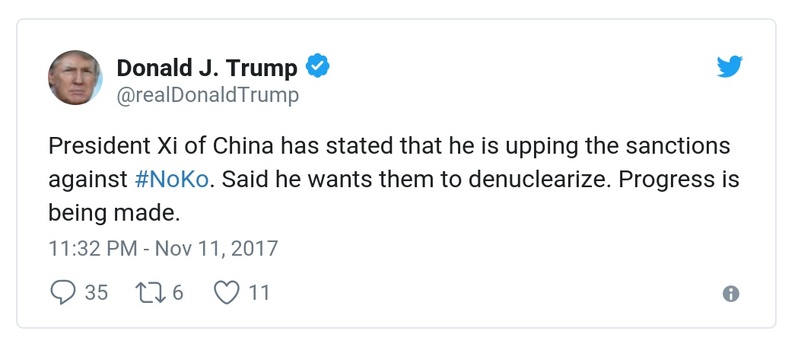 Donald J. Trump
@realDonaldTrump
President Xi of China has stated that he is upping the sanctions
against #NoKo. Said he wants them to denuclearize. Progress is
being made.
11:32 PM - Nov 11, 2017
35 6 11